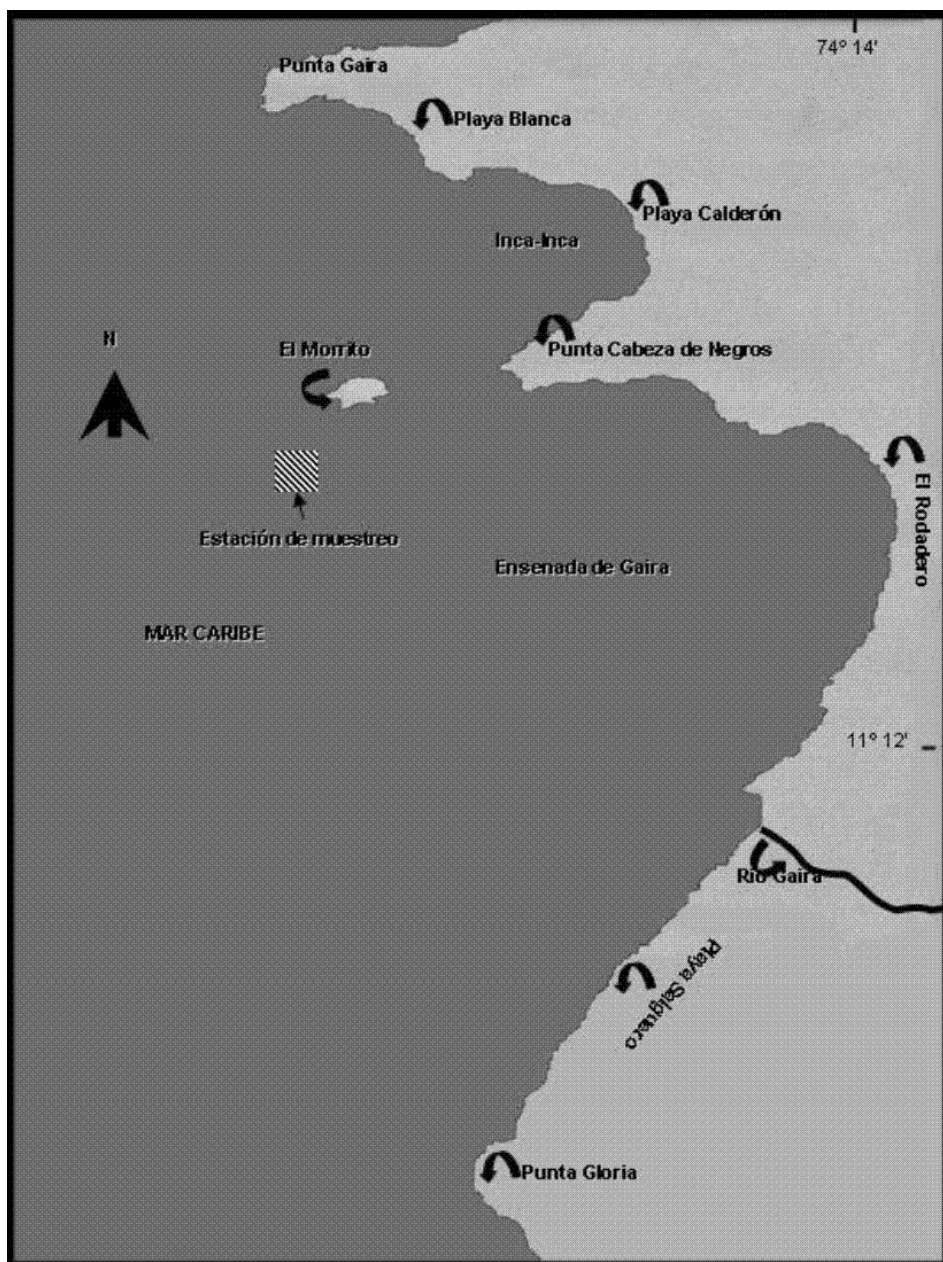 74° 14'
Punta Gaira
Playa Blanca
Playa Calderón
Inca-Inca
N
El Morrito
Punta Cabeza de Negros
El Rodadero
Estación de muestreo
Ensenada de Gaira
MAR CARIBE
11° 12'
Río Gaira
Playa Salguero
Punta Gloria